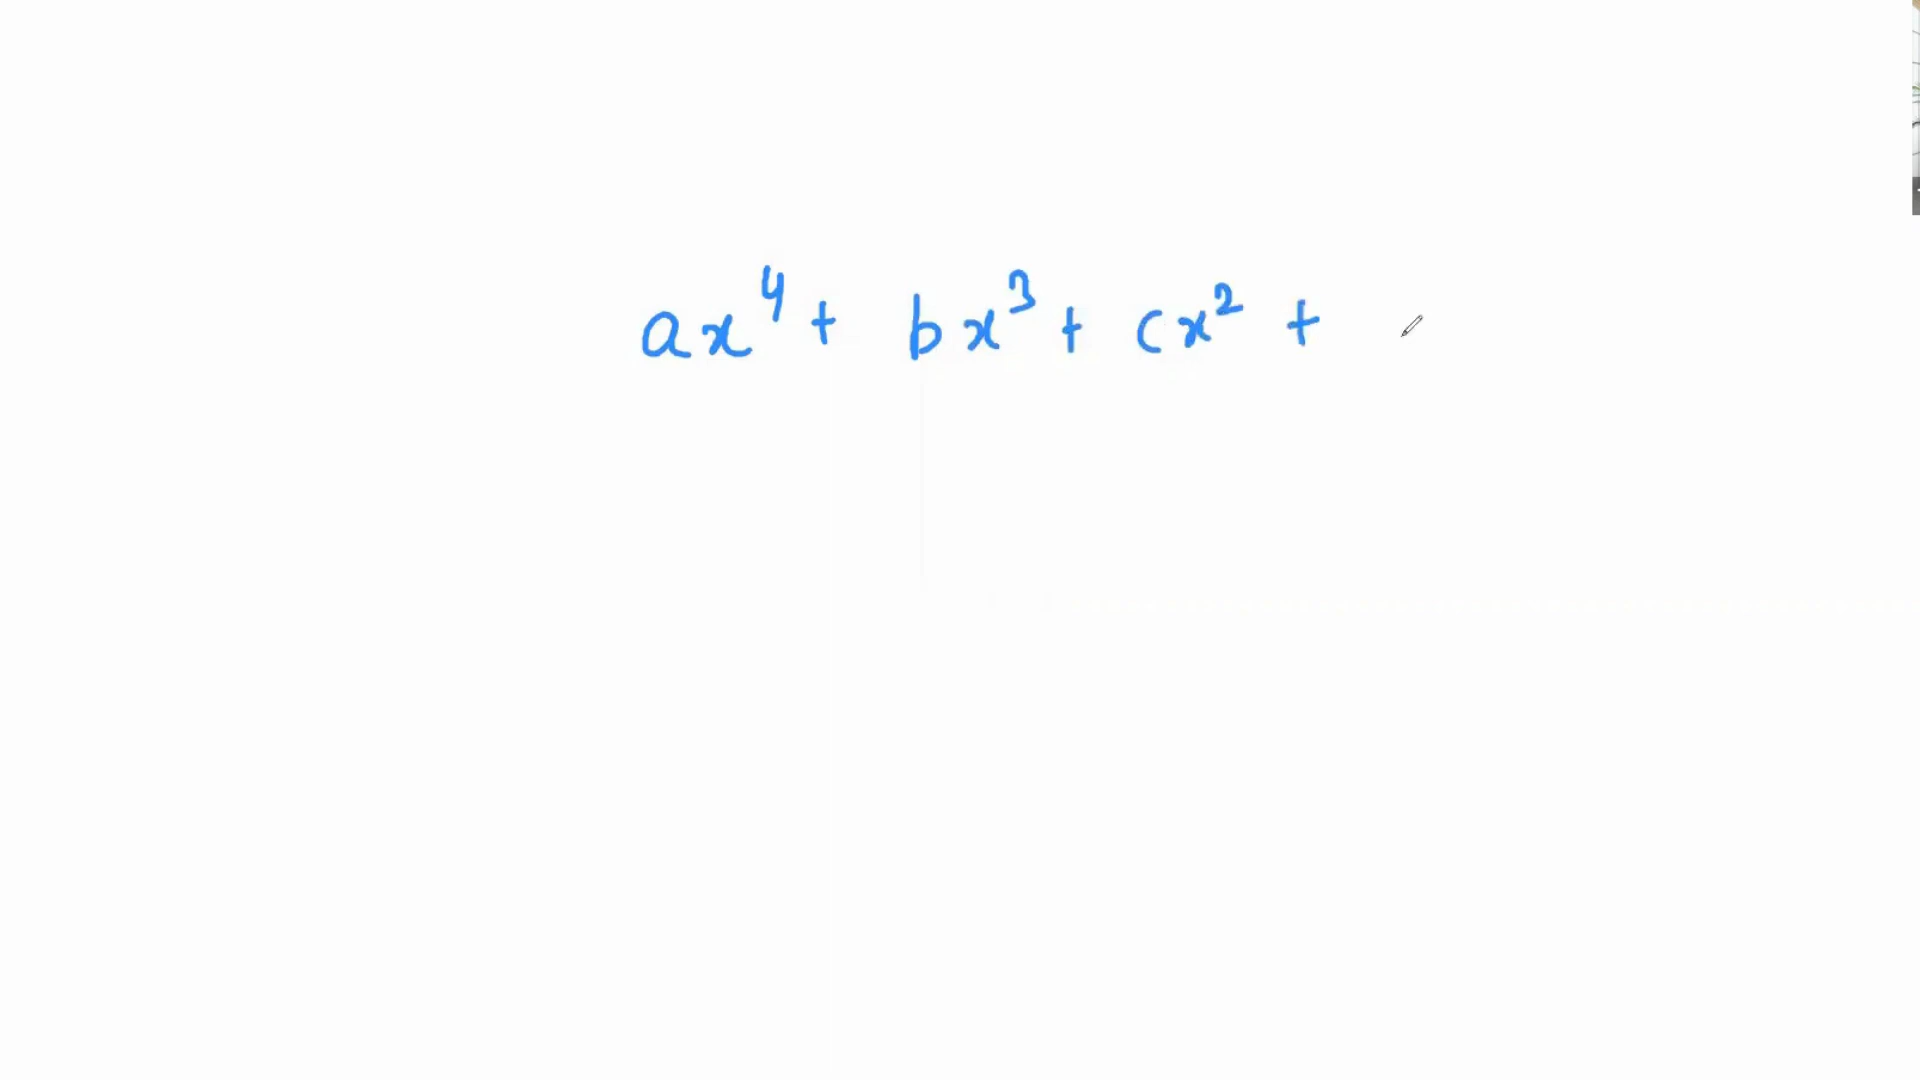 ax⁴ + bx³ + cx² +